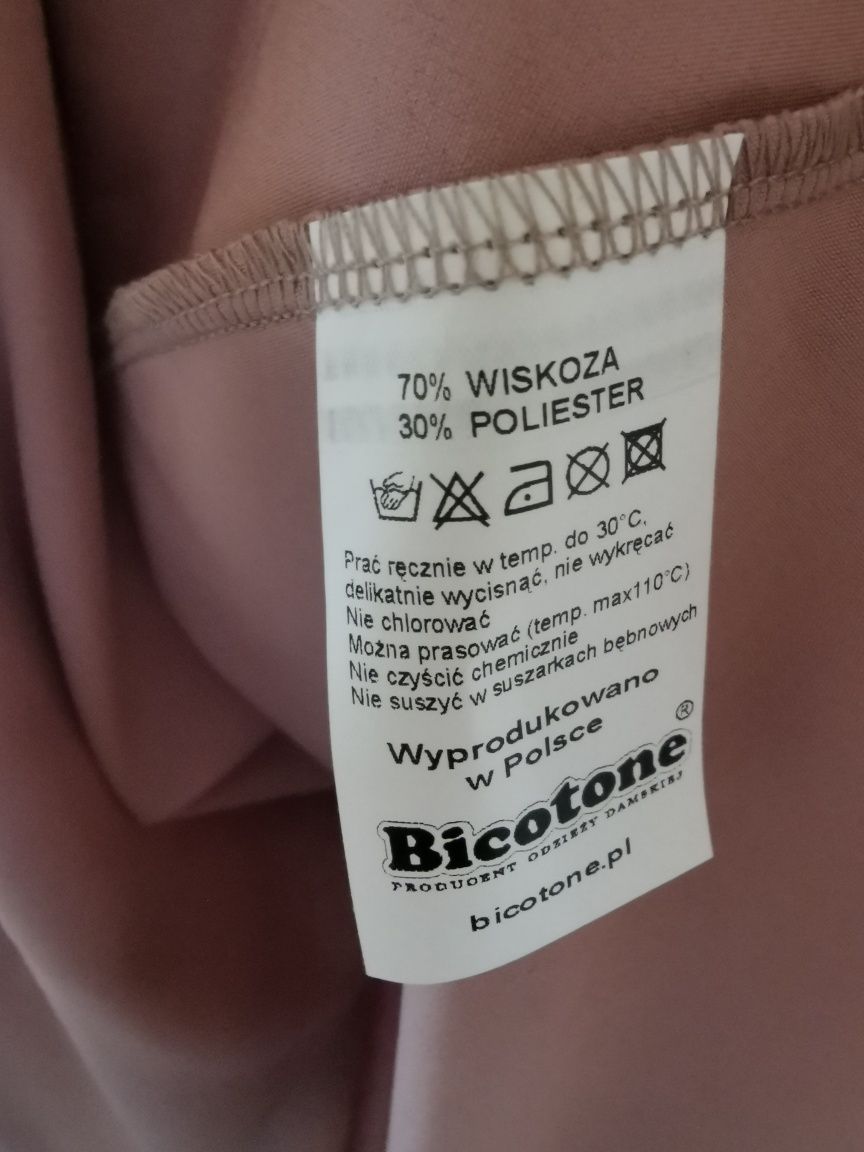 70% WISKOZA
30% POLIESTER
Prać ręcznie w temp. do 30°C,
delikatnie wycisnąć, nie wykręcać
Nie chlorować
Można prasować (temp. max110°C)
Nie czyścić chemicznie
Nie suszyć w suszarkach bębnowych
Wyprodukowano
w Polsce
Bicotone®
PRODUCENT ODZIEŻY DAMSKIEJ
bicotone.pl